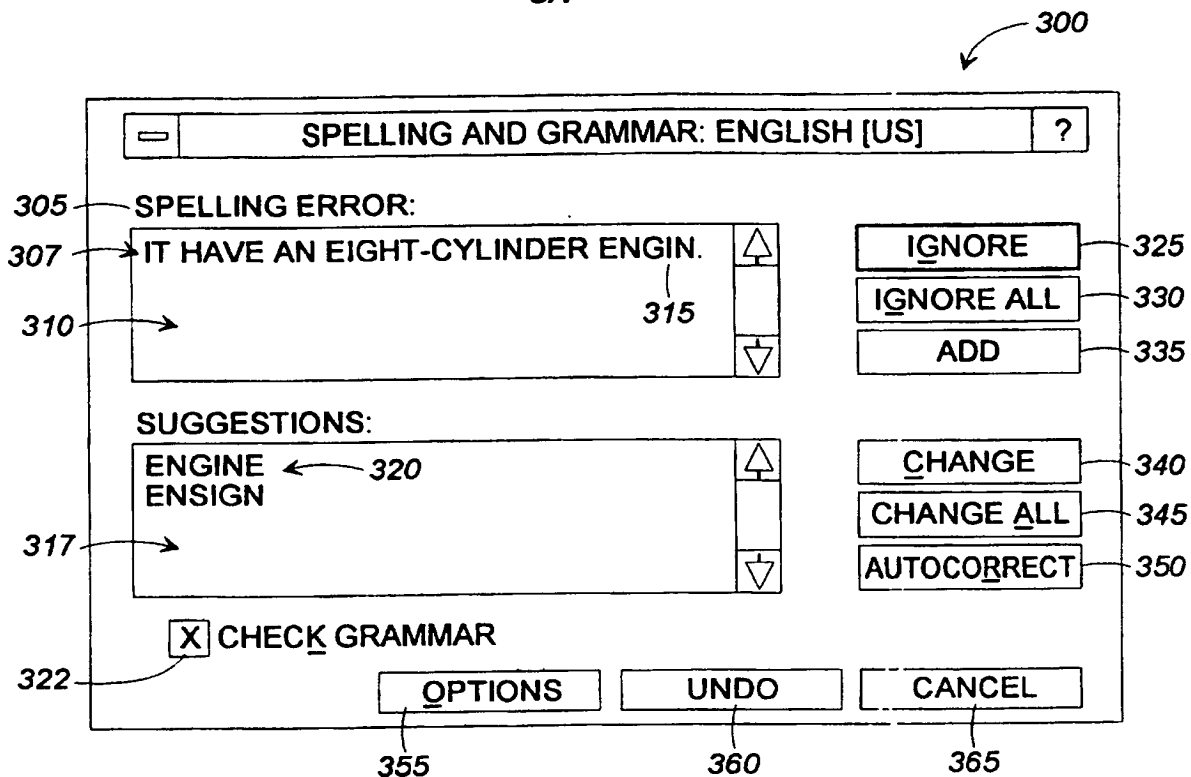 300
SPELLING AND GRAMMAR: ENGLISH [US] ?
305 SPELLING ERROR:
307 IT HAVE AN EIGHT-CYLINDER ENGIN.
315
310
IGNORE 325
IGNORE ALL 330
ADD 335
SUGGESTIONS:
ENGINE 320
ENSIGN
317
CHANGE 340
CHANGE ALL 345
AUTOCORRECT 350
X CHECK GRAMMAR
322
OPTIONS UNDO CANCEL
355 360 365